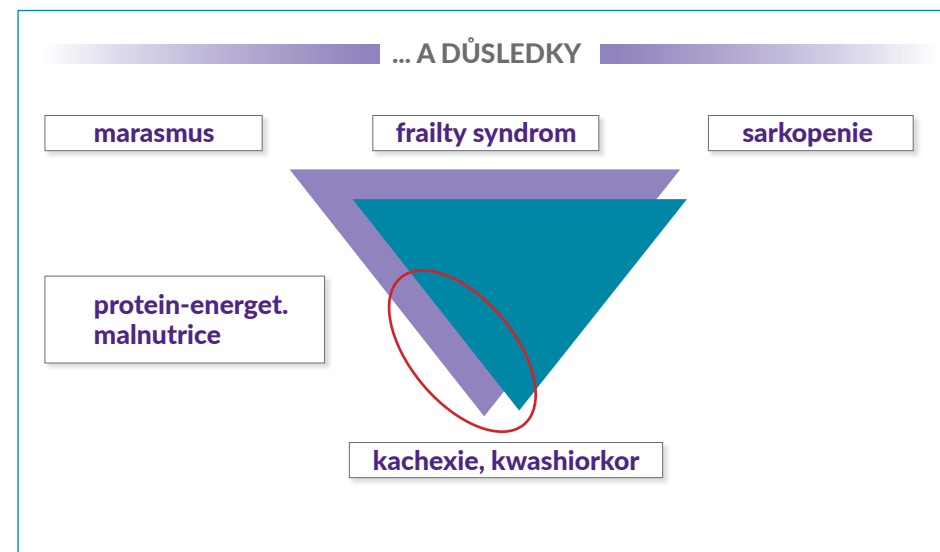 ... A DŮSLEDKY
marasmus
frailty syndrom
sarkopenie
protein-energet.
malnutrice
kachexie, kwashiorkor